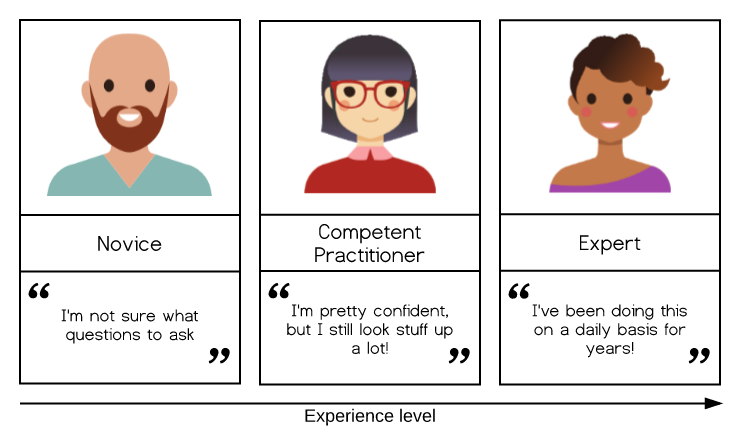 Novice
Competent
Practitioner
Expert
“
I'm not sure what
questions to ask
”
“
I'm pretty confident,
but I still look stuff up
a lot!
”
“
I've been doing this
on a daily basis for
years!
”
Experience level